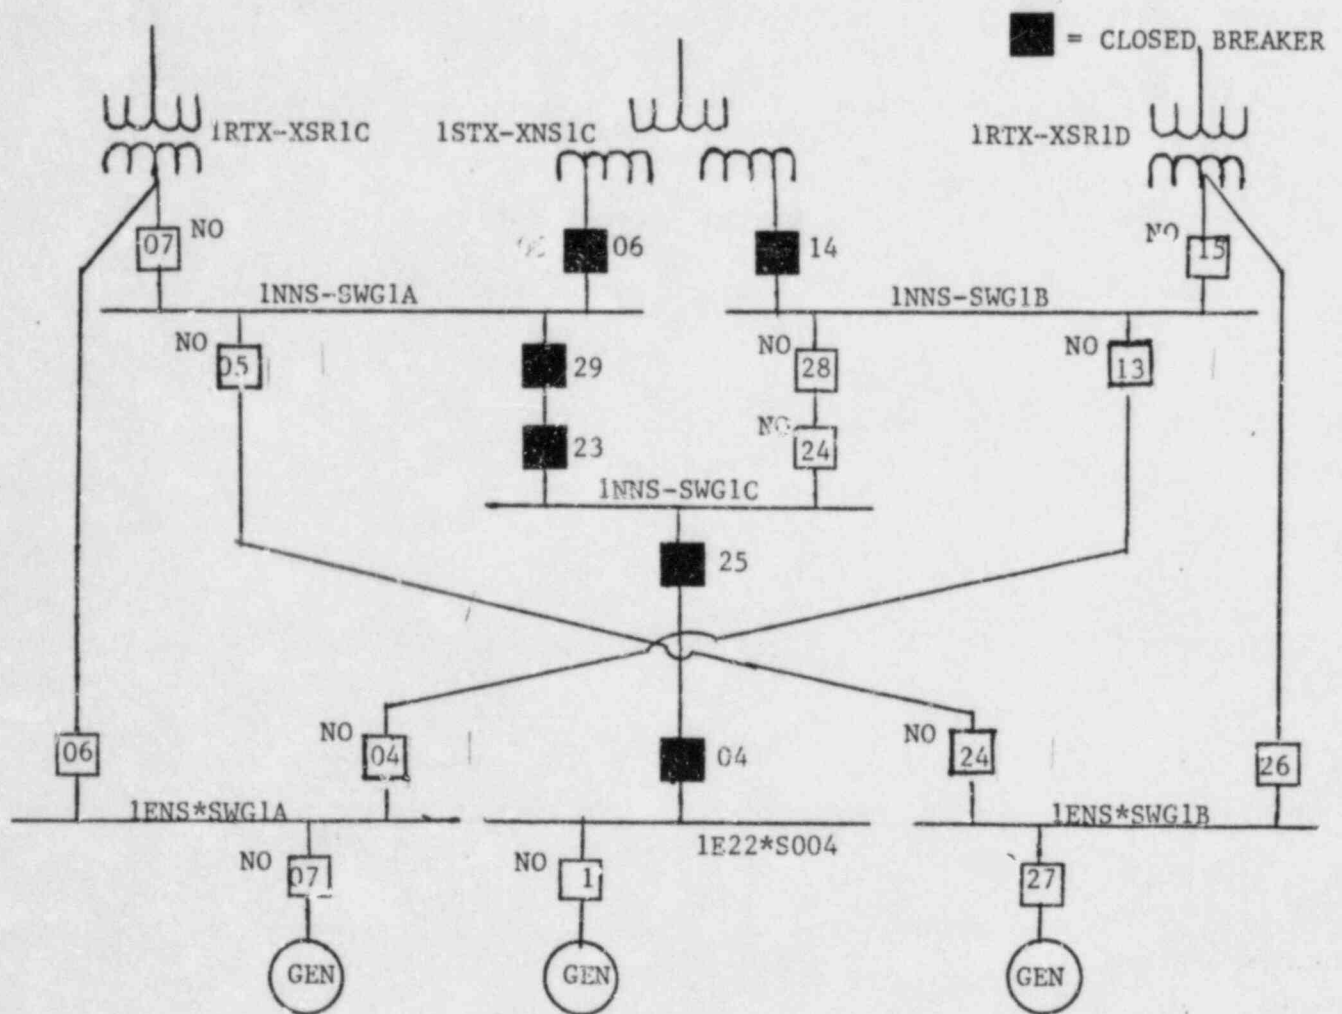 = CLOSED BREAKER
1RTX-XSR1C
1STX-XNS1C
1RTX-XSR1D
07 NO
06
14
NO 15
1NNS-SWG1A
1NNS-SWG1B
NO 05
29
NO 28
NO 13
23
NO 24
1NNS-SWG1C
25
06
NO 04
04
NO 24
26
1ENS*SWG1A
1E22*S004
1ENS*SWG1B
NO 07
NO 1
27
GEN
GEN
GEN